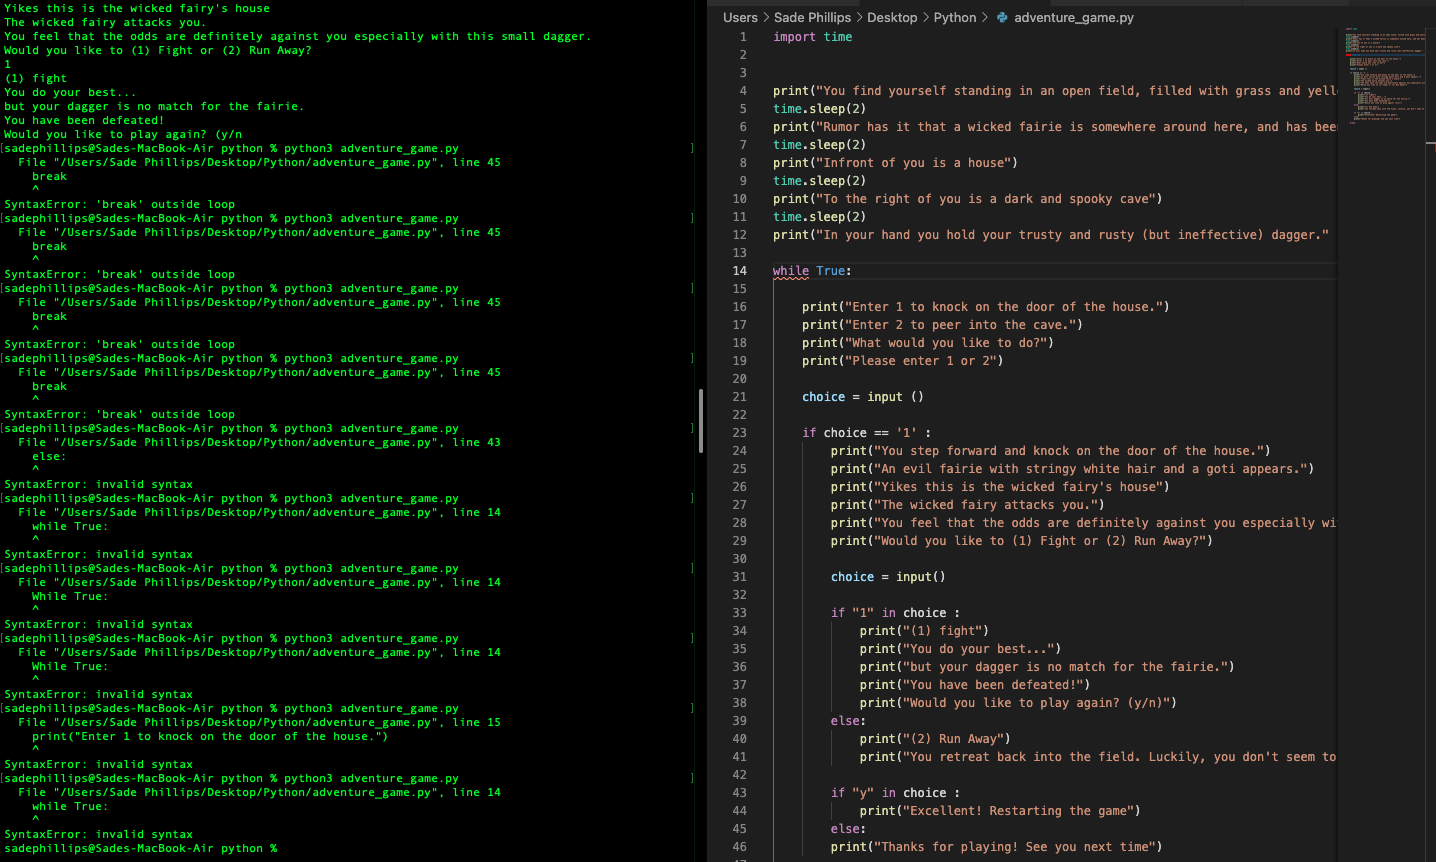 Yikes this is the wicked fairy's house
The wicked fairy attacks you.
You feel that the odds are definitely against you especially with this small dagger.
Would you like to (1) Fight or (2) Run Away?
1
(1) fight
You do your best...
but your dagger is no match for the fairie.
You have been defeated!
Would you like to play again? (y/n
[sadephillips@Sades-MacBook-Air python % python3 adventure_game.py ]
File "/Users/Sade Phillips/Desktop/Python/adventure_game.py", line 45
break
^
SyntaxError: 'break' outside loop
[sadephillips@Sades-MacBook-Air python % python3 adventure_game.py ]
File "/Users/Sade Phillips/Desktop/Python/adventure_game.py", line 45
break
^
SyntaxError: 'break' outside loop
[sadephillips@Sades-MacBook-Air python % python3 adventure_game.py ]
File "/Users/Sade Phillips/Desktop/Python/adventure_game.py", line 45
break
^
SyntaxError: 'break' outside loop
[sadephillips@Sades-MacBook-Air python % python3 adventure_game.py ]
File "/Users/Sade Phillips/Desktop/Python/adventure_game.py", line 45
break
^
SyntaxError: 'break' outside loop
[sadephillips@Sades-MacBook-Air python % python3 adventure_game.py ]
File "/Users/Sade Phillips/Desktop/Python/adventure_game.py", line 43
else:
^
SyntaxError: invalid syntax
[sadephillips@Sades-MacBook-Air python % python3 adventure_game.py ]
File "/Users/Sade Phillips/Desktop/Python/adventure_game.py", line 14
while True:
^
SyntaxError: invalid syntax
[sadephillips@Sades-MacBook-Air python % python3 adventure_game.py ]
File "/Users/Sade Phillips/Desktop/Python/adventure_game.py", line 14
While True:
^
SyntaxError: invalid syntax
[sadephillips@Sades-MacBook-Air python % python3 adventure_game.py ]
File "/Users/Sade Phillips/Desktop/Python/adventure_game.py", line 14
While True:
^
SyntaxError: invalid syntax
[sadephillips@Sades-MacBook-Air python % python3 adventure_game.py ]
File "/Users/Sade Phillips/Desktop/Python/adventure_game.py", line 15
print("Enter 1 to knock on the door of the house.")
^
SyntaxError: invalid syntax
[sadephillips@Sades-MacBook-Air python % python3 adventure_game.py ]
File "/Users/Sade Phillips/Desktop/Python/adventure_game.py", line 14
while True:
^
SyntaxError: invalid syntax
sadephillips@Sades-MacBook-Air python %
Users > Sade Phillips > Desktop > Python > adventure_game.py
1 import time
2
3
4 print("You find yourself standing in an open field, filled with grass and yell
5 time.sleep(2)
6 print("Rumor has it that a wicked fairie is somewhere around here, and has bee
7 time.sleep(2)
8 print("Infront of you is a house")
9 time.sleep(2)
10 print("To the right of you is a dark and spooky cave")
11 time.sleep(2)
12 print("In your hand you hold your trusty and rusty (but ineffective) dagger."
13
14 while True:
15
16 print("Enter 1 to knock on the door of the house.")
17 print("Enter 2 to peer into the cave.")
18 print("What would you like to do?")
19 print("Please enter 1 or 2")
20
21 choice = input ()
22
23 if choice == '1' :
24 print("You step forward and knock on the door of the house.")
25 print("An evil fairie with stringy white hair and a goti appears.")
26 print("Yikes this is the wicked fairy's house")
27 print("The wicked fairy attacks you.")
28 print("You feel that the odds are definitely against you especially wi
29 print("Would you like to (1) Fight or (2) Run Away?")
30
31 choice = input()
32
33 if "1" in choice :
34 print("(1) fight")
35 print("You do your best...")
36 print("but your dagger is no match for the fairie.")
37 print("You have been defeated!")
38 print("Would you like to play again? (y/n)")
39 else:
40 print("(2) Run Away")
41 print("You retreat back into the field. Luckily, you don't seem to
42
43 if "y" in choice :
44 print("Excellent! Restarting the game")
45 else:
46 print("Thanks for playing! See you next time")